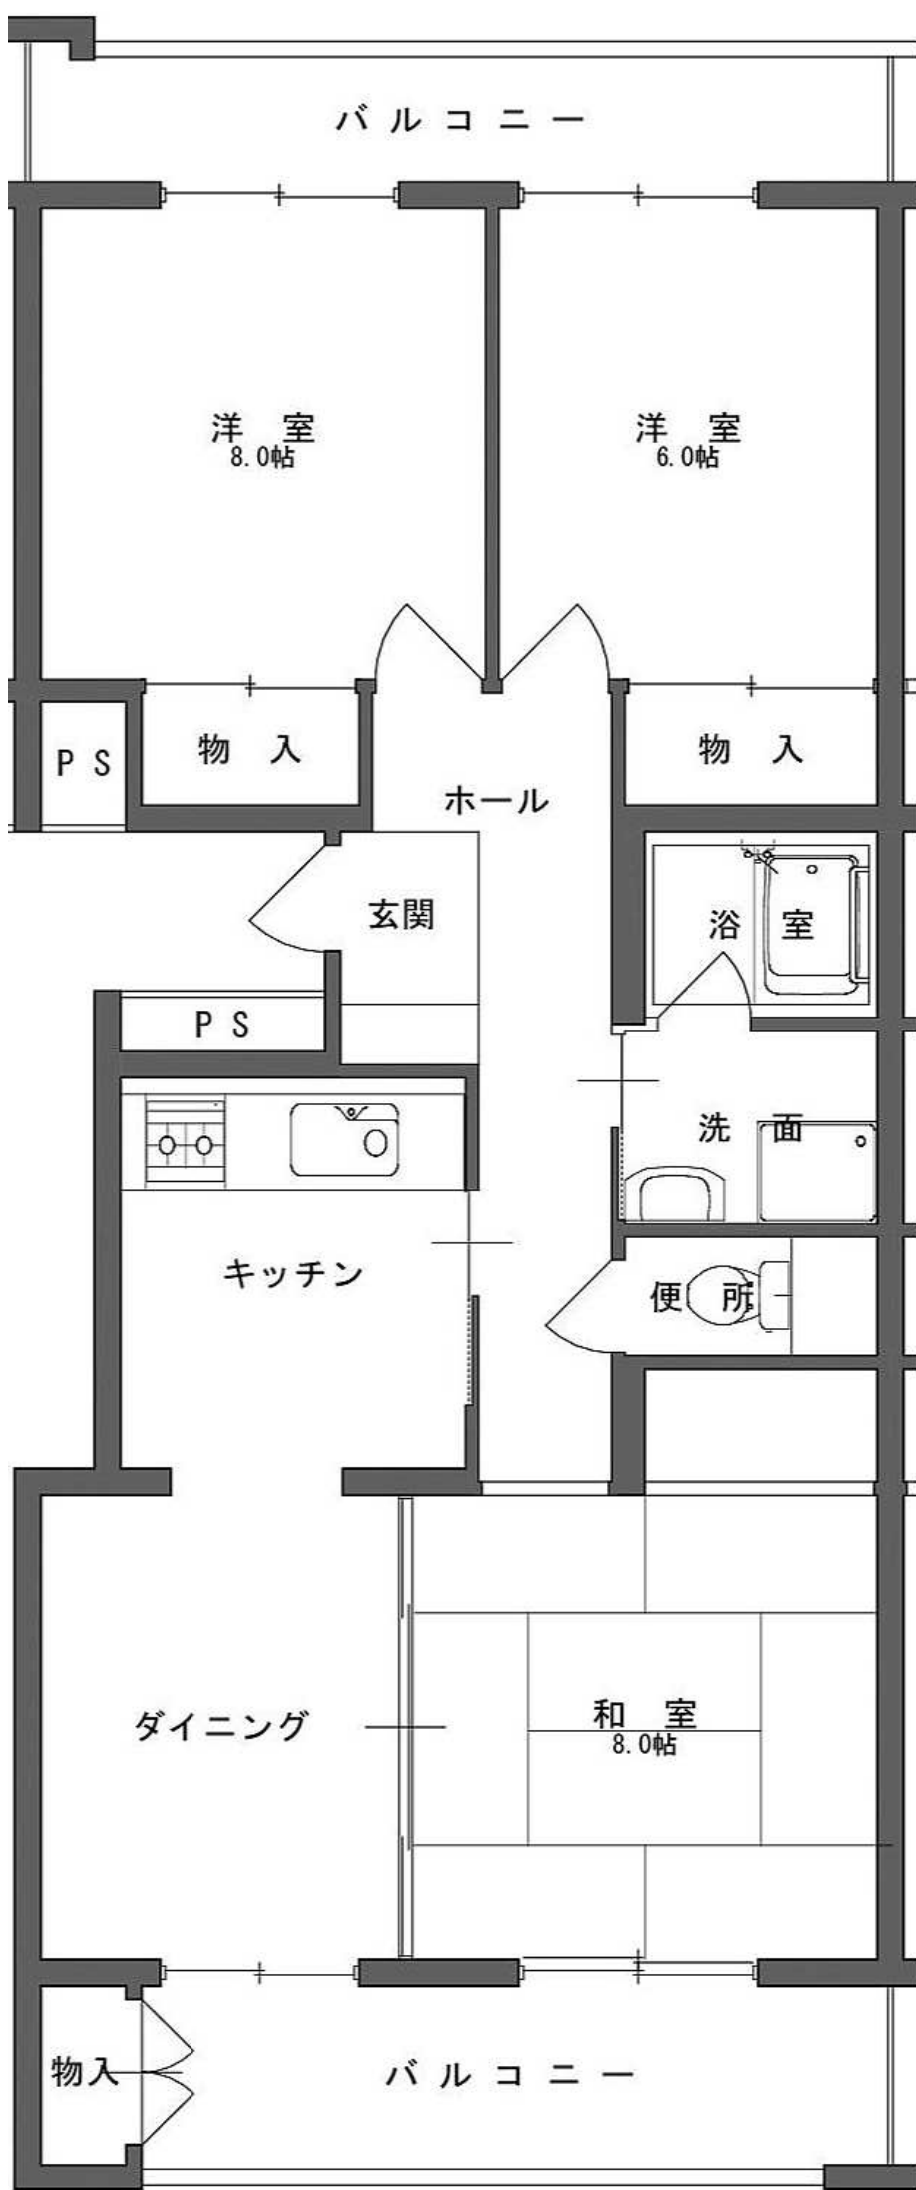 バルコニー
洋室
8.0帖
洋室
6.0帖
PS
物入
物入
ホール
玄関
浴室
PS
洗面
キッチン
便所
ダイニング
和室
8.0帖
物入
バルコニー